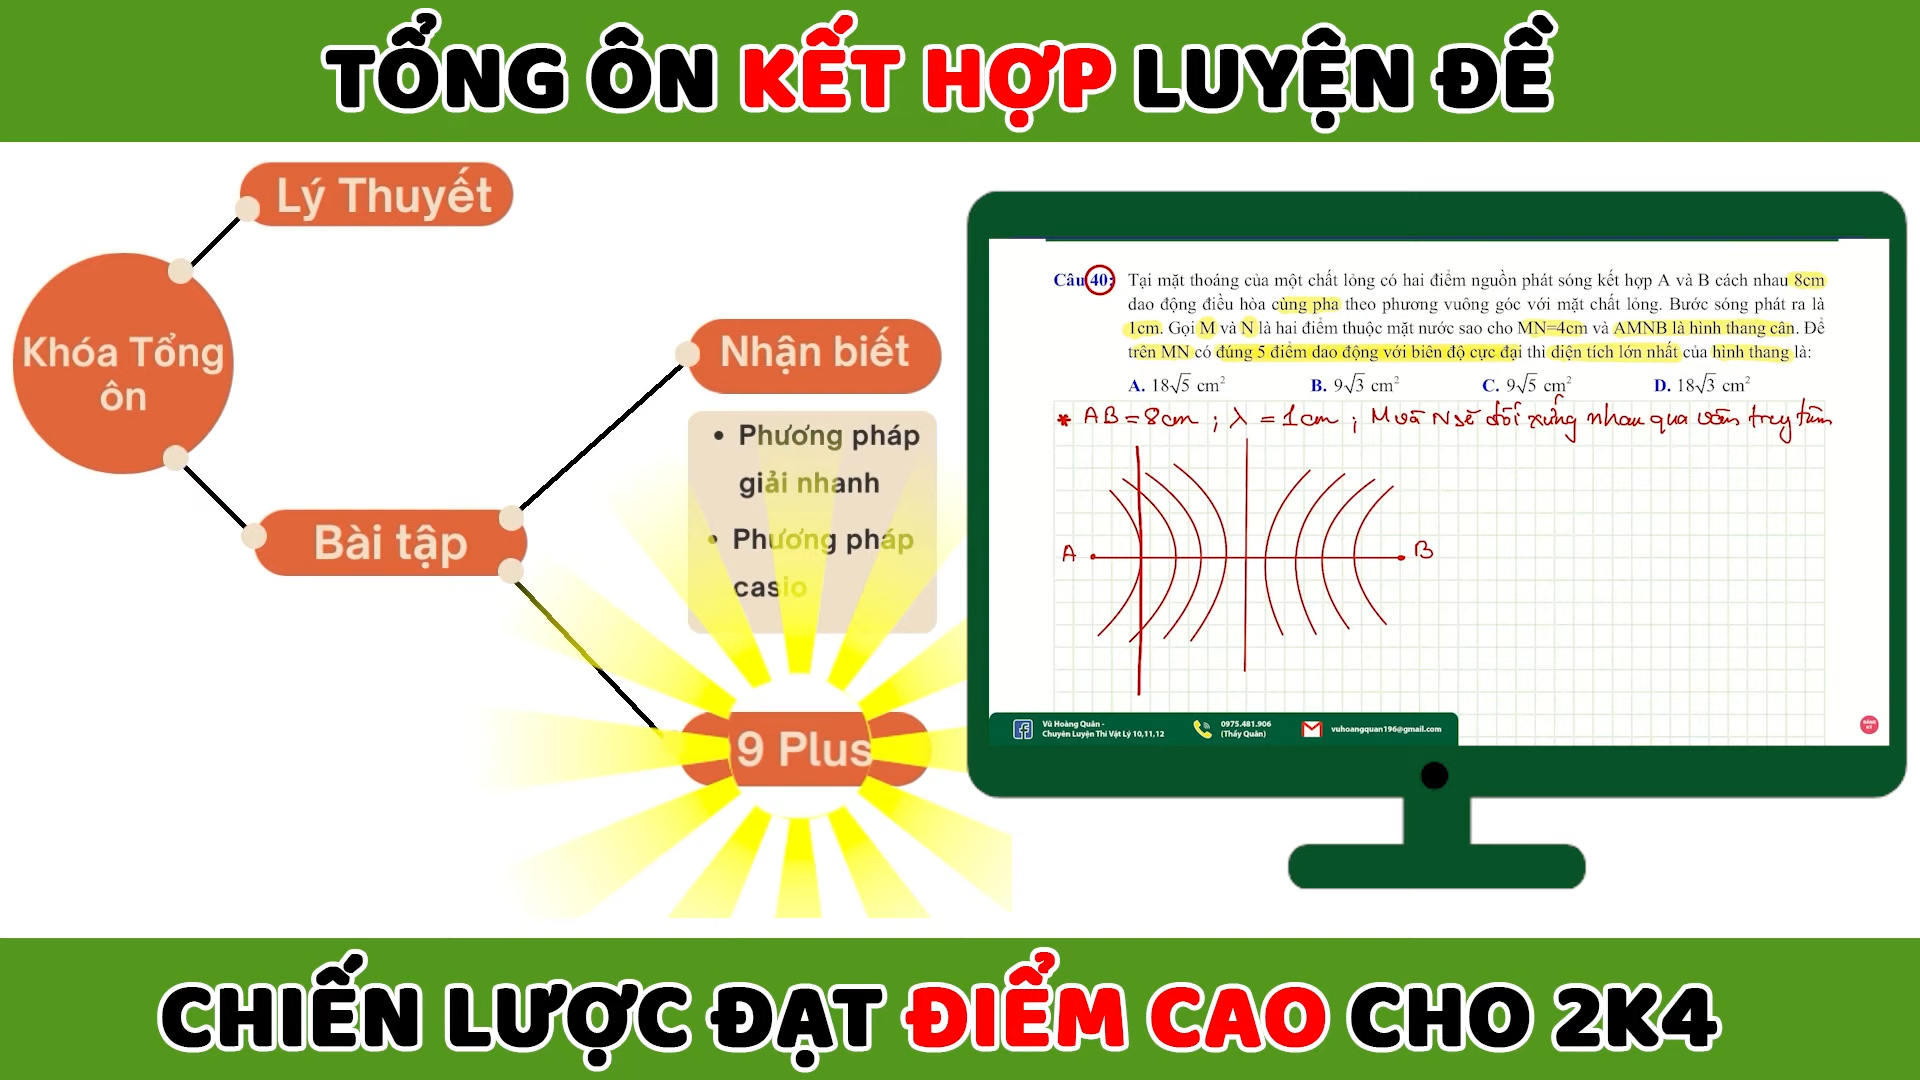 TỔNG ÔN KẾT HỢP LUYỆN ĐỀ
Lý Thuyết
Khóa Tổng
ôn
Bài tập
Nhận biết
• Phương pháp
giải nhanh
• Phương pháp
casio
9 Plus
Câu 40: Tại mặt thoáng của một chất lỏng có hai điểm nguồn phát sóng kết hợp A và B cách nhau 8cm
dao động điều hòa cùng pha theo phương vuông góc với mặt chất lỏng. Bước sóng phát ra là
1cm. Gọi M và N là hai điểm thuộc mặt nước sao cho MN=4cm và AMNB là hình thang cân. Để
trên MN có đúng 5 điểm dao động với biên độ cực đại thì diện tích lớn nhất của hình thang là:
A. 18√5 cm² B. 9√3 cm² C. 9√5 cm² D. 18√3 cm²
* AB = 8cm ; λ = 1cm ; M và N sẽ đối xứng nhau qua vân trung tâm
A B
Vũ Hoàng Quân -
Chuyên Luyện Thi Vật Lý 10,11,12
0975.481.906
(Thầy Quân)
vuhoangquan196@gmail.com
ĐĂNG
KÝ
CHIẾN LƯỢC ĐẠT ĐIỂM CAO CHO 2K4